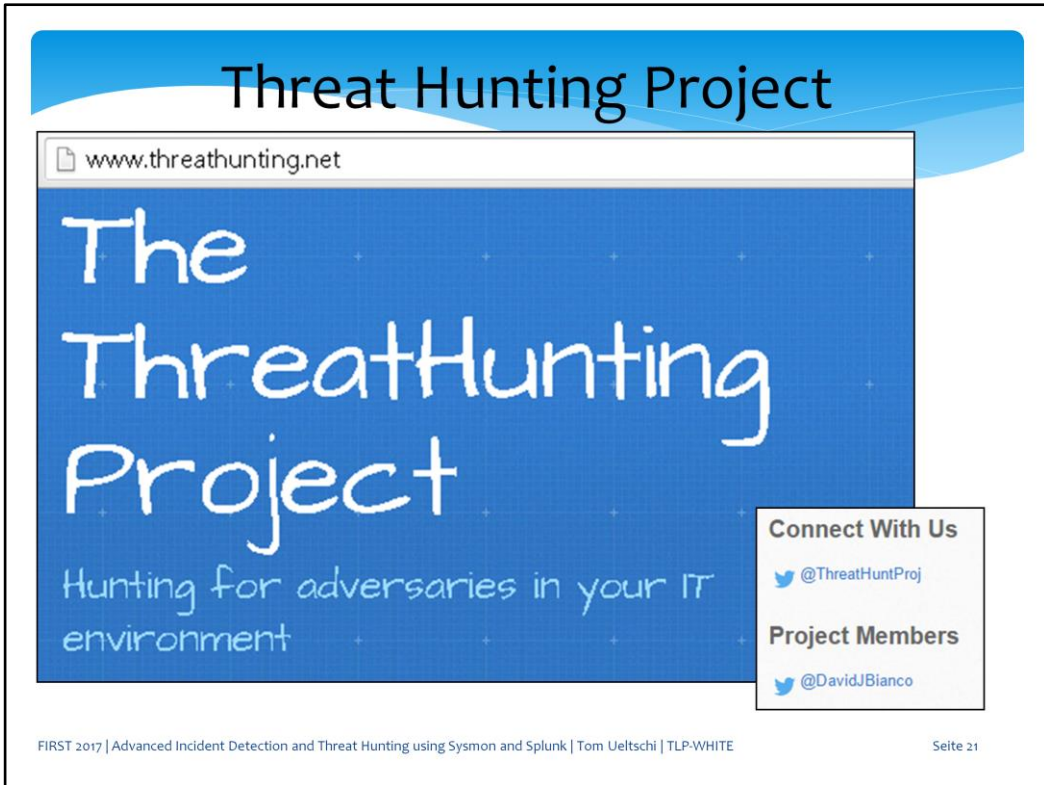 Threat Hunting Project
www.threathunting.net
The
ThreatHunting
Project
Hunting for adversaries in your IT
environment
Connect With Us
@ThreatHuntProj
Project Members
@DavidJBianco
FIRST 2017 | Advanced Incident Detection and Threat Hunting using Sysmon and Splunk | Tom Ueltschi | TLP-WHITE
Seite 21